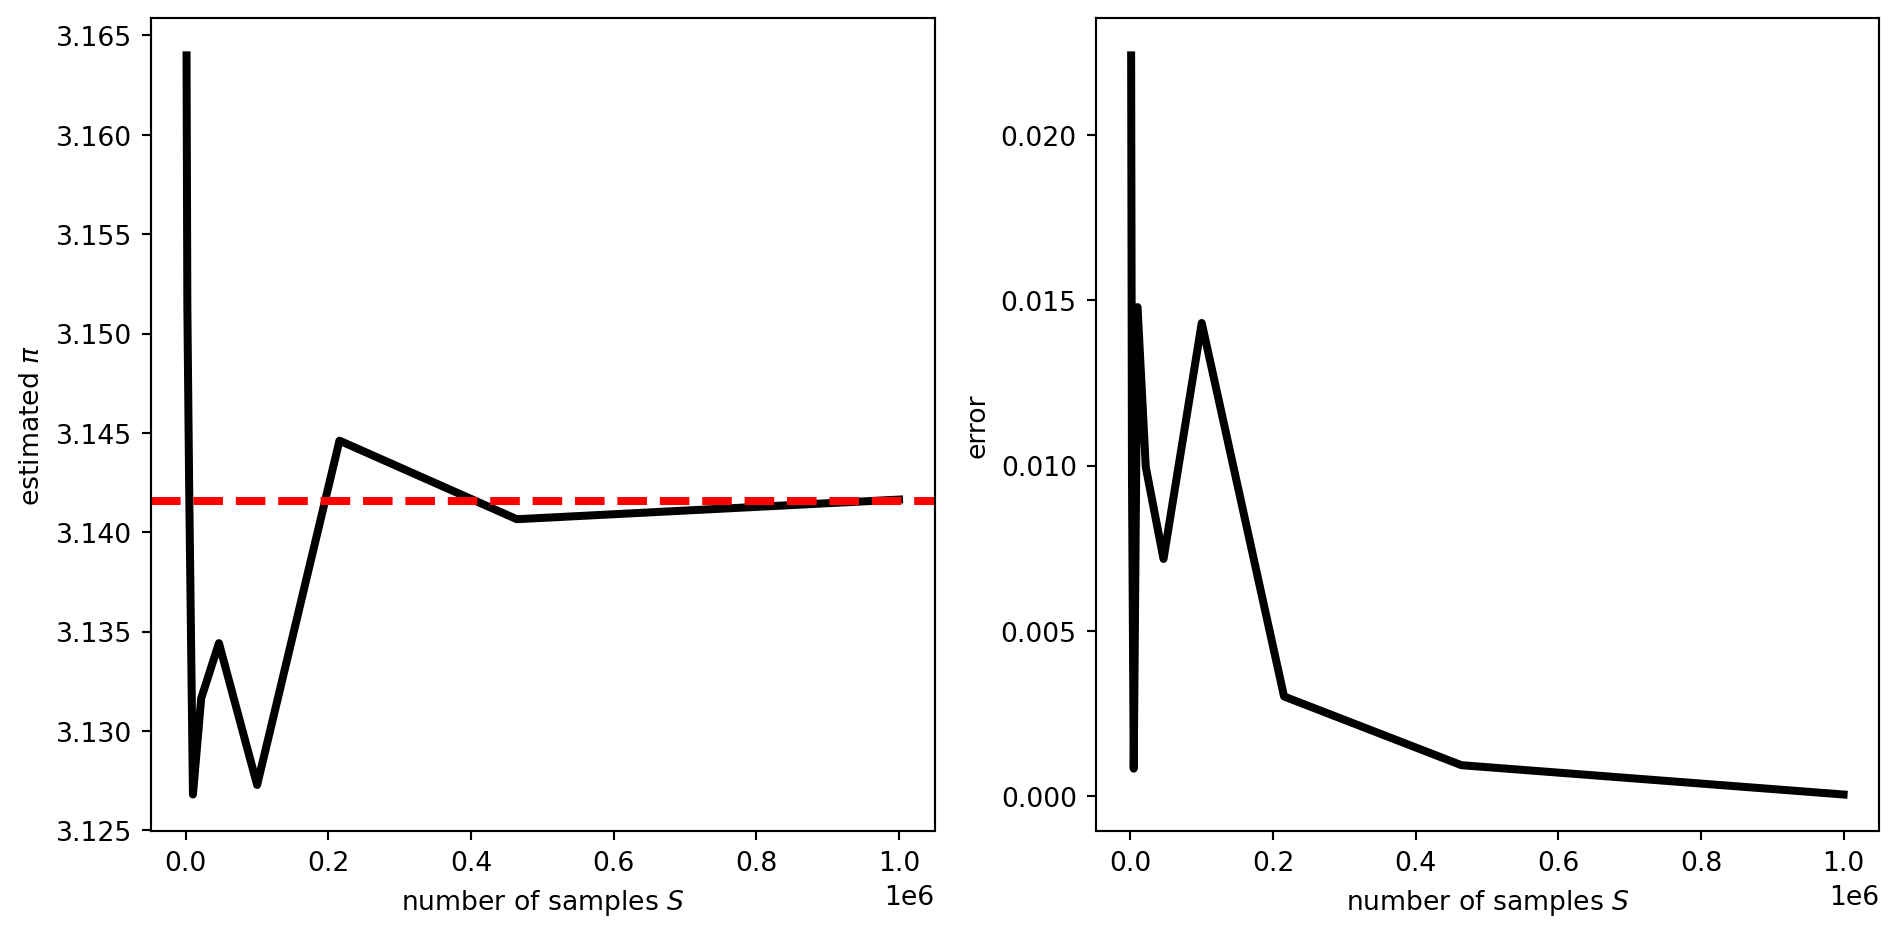 3.165
3.160
3.155
3.150
3.145
3.140
3.135
3.130
3.125
estimated π
0.0 0.2 0.4 0.6 0.8 1.0
1e6
number of samples S
0.020
0.015
0.010
0.005
0.000
error
0.0 0.2 0.4 0.6 0.8 1.0
1e6
number of samples S